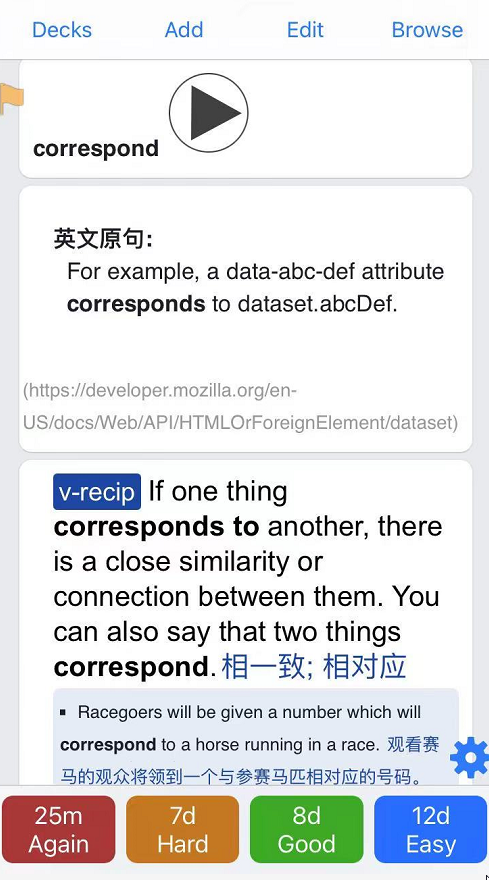 Decks Add Edit Browse
correspond
英文原句:
For example, a data-abc-def attribute
corresponds to dataset.abcDef.
(https://developer.mozilla.org/en-
US/docs/Web/API/HTMLOrForeignElement/dataset)
v-recip If one thing
corresponds to another, there
is a close similarity or
connection between them. You
can also say that two things
correspond. 相一致; 相对应
▪ Racegoers will be given a number which will
correspond to a horse running in a race. 观看赛
马的观众将领到一个与参赛马匹相对应的号码。
25m 7d 8d 12d
Again Hard Good Easy